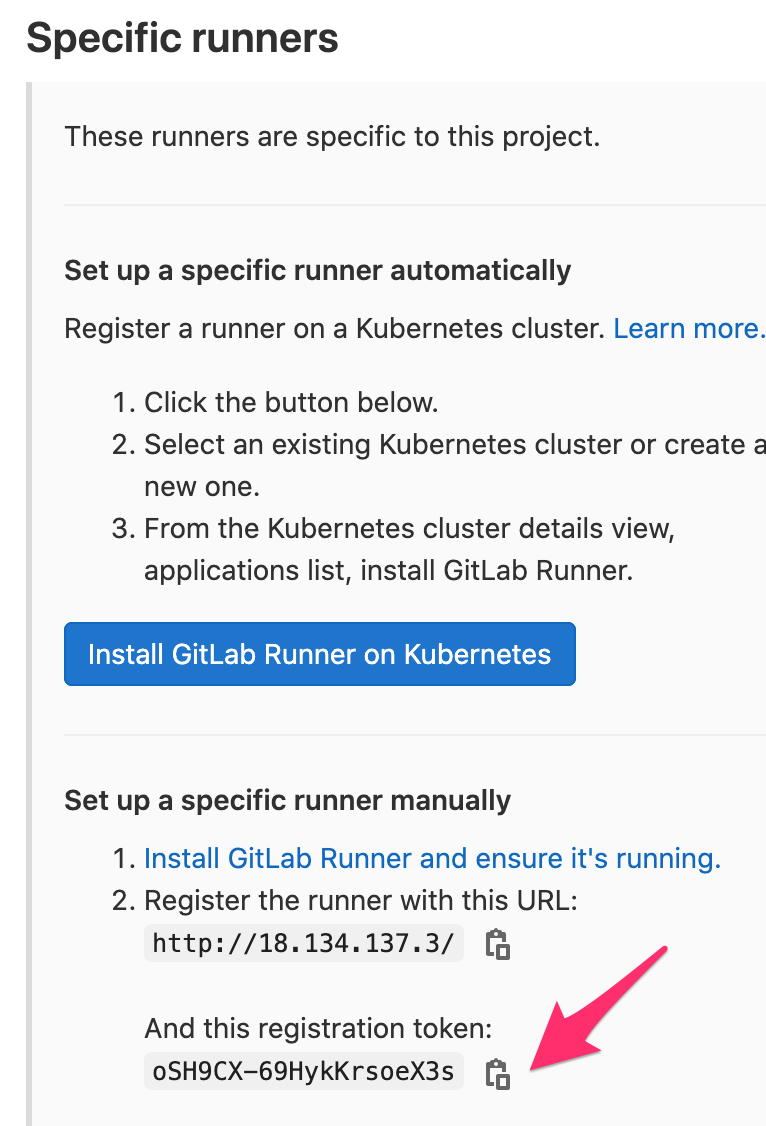 Specific runners
These runners are specific to this project.
Set up a specific runner automatically
Register a runner on a Kubernetes cluster. Learn more.
1. Click the button below.
2. Select an existing Kubernetes cluster or create a
new one.
3. From the Kubernetes cluster details view,
applications list, install GitLab Runner.
Install GitLab Runner on Kubernetes
Set up a specific runner manually
1. Install GitLab Runner and ensure it's running.
2. Register the runner with this URL:
http://18.134.137.3/
And this registration token:
oSH9CX-69HykKrsoeX3s